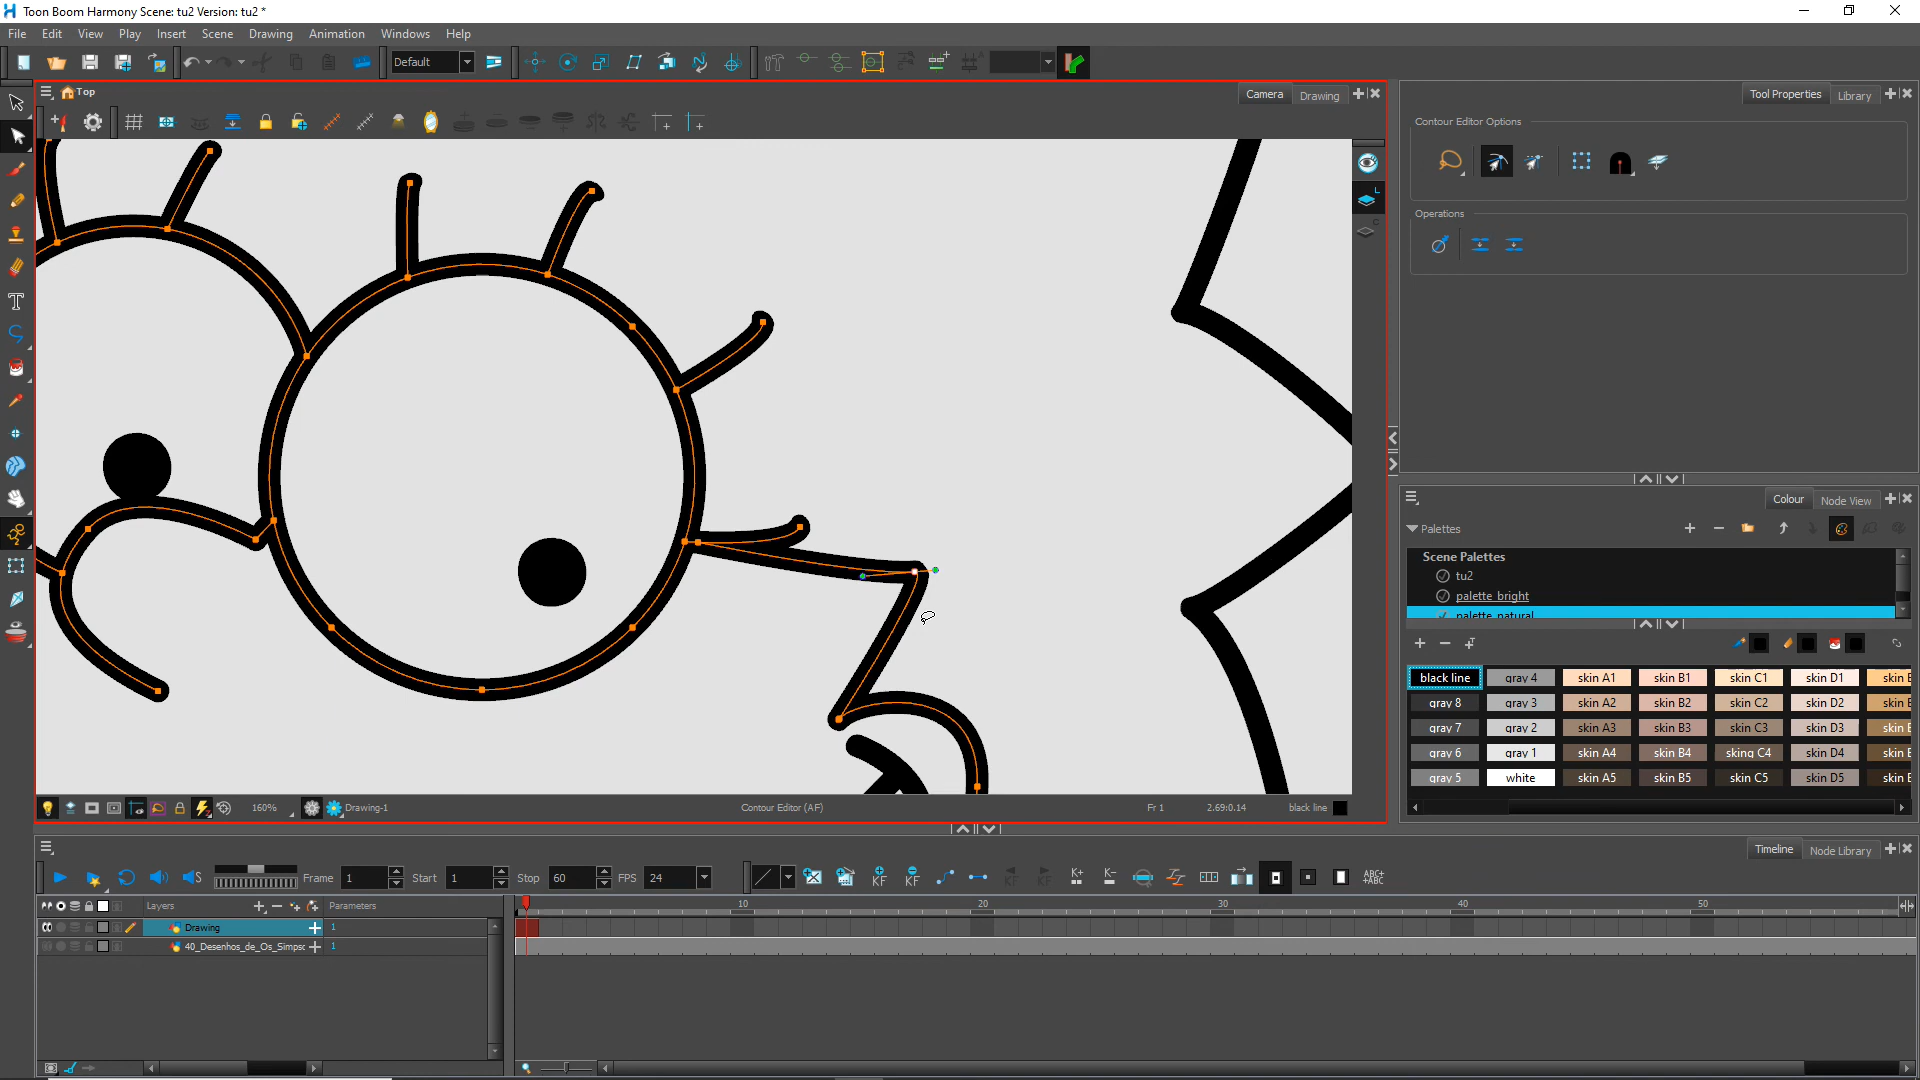 Toon Boom Harmony Scene: tu2 Version: tu2 *
File Edit View Play Insert Scene Drawing Animation Windows Help
Default
Top
Camera Drawing
Tool Properties Library
Contour Editor Options
Operations
Colour Node View
Palettes
Scene Palettes
tu2
palette_bright
palette_natural
black line gray 4 skin A1 skin B1 skin C1 skin D1
gray 8 gray 3 skin A2 skin B2 skin C2 skin D2
gray 7 gray 2 skin A3 skin B3 skin C3 skin D3
gray 6 gray 1 skin A4 skin B4 sking C4 skin D4
gray 5 white skin A5 skin B5 skin C5 skin D5
160% Drawing-1 Contour Editor (AF) Fr 1 2.69:0.14 black line
Timeline Node Library
Frame 1 Start 1 Stop 60 FPS 24
Layers Parameters 10 20 30 40 50
Drawing 1
40_Desenhos_de_Os_Simpsc 1